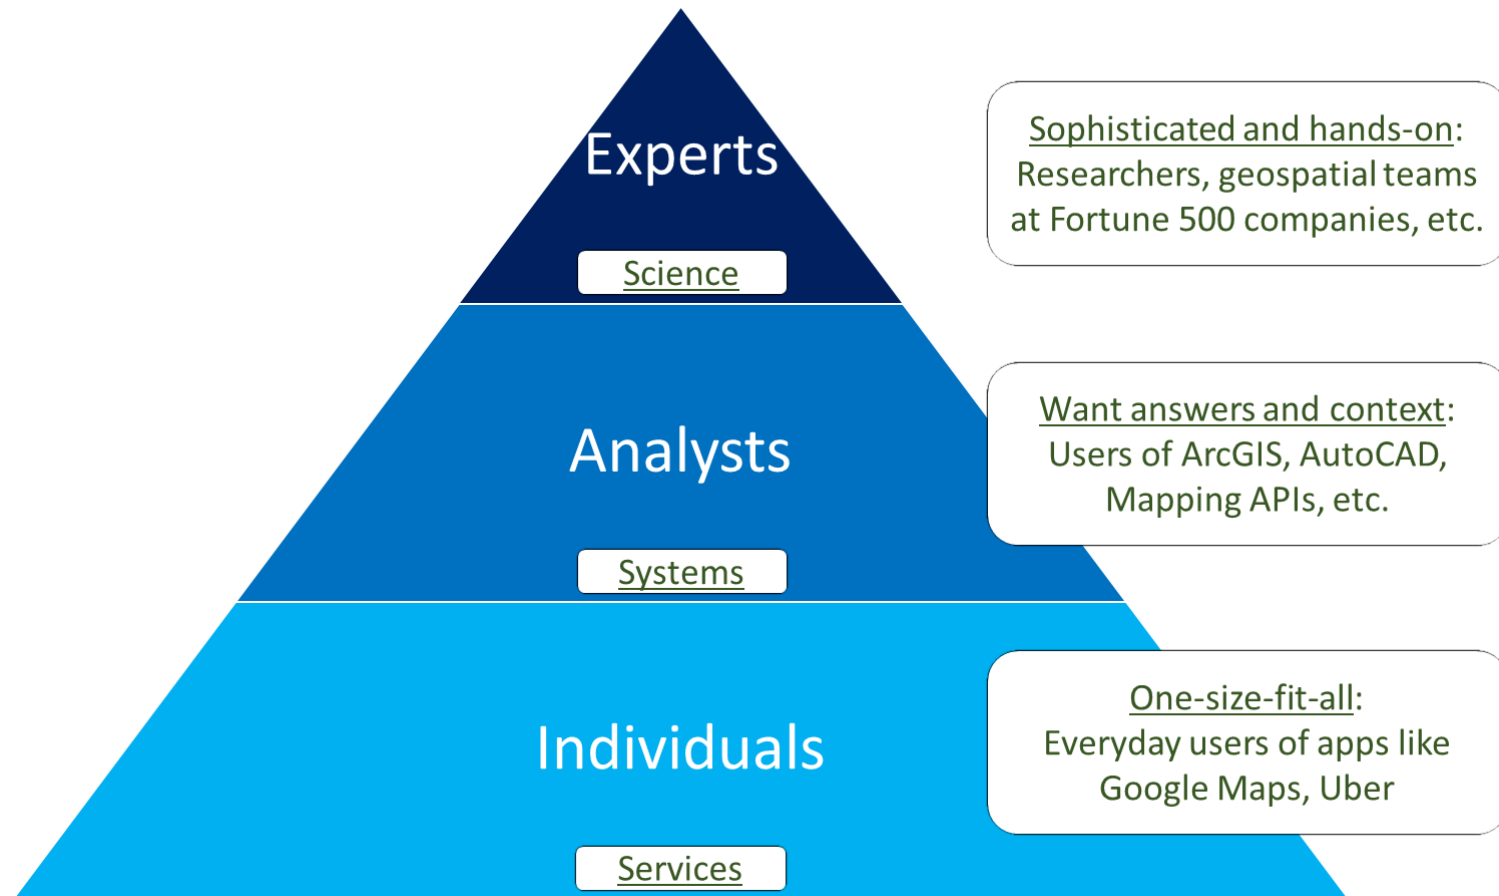 Experts
Science
Sophisticated and hands-on:
Researchers, geospatial teams
at Fortune 500 companies, etc.
Analysts
Systems
Want answers and context:
Users of ArcGIS, AutoCAD,
Mapping APIs, etc.
Individuals
Services
One-size-fit-all:
Everyday users of apps like
Google Maps, Uber